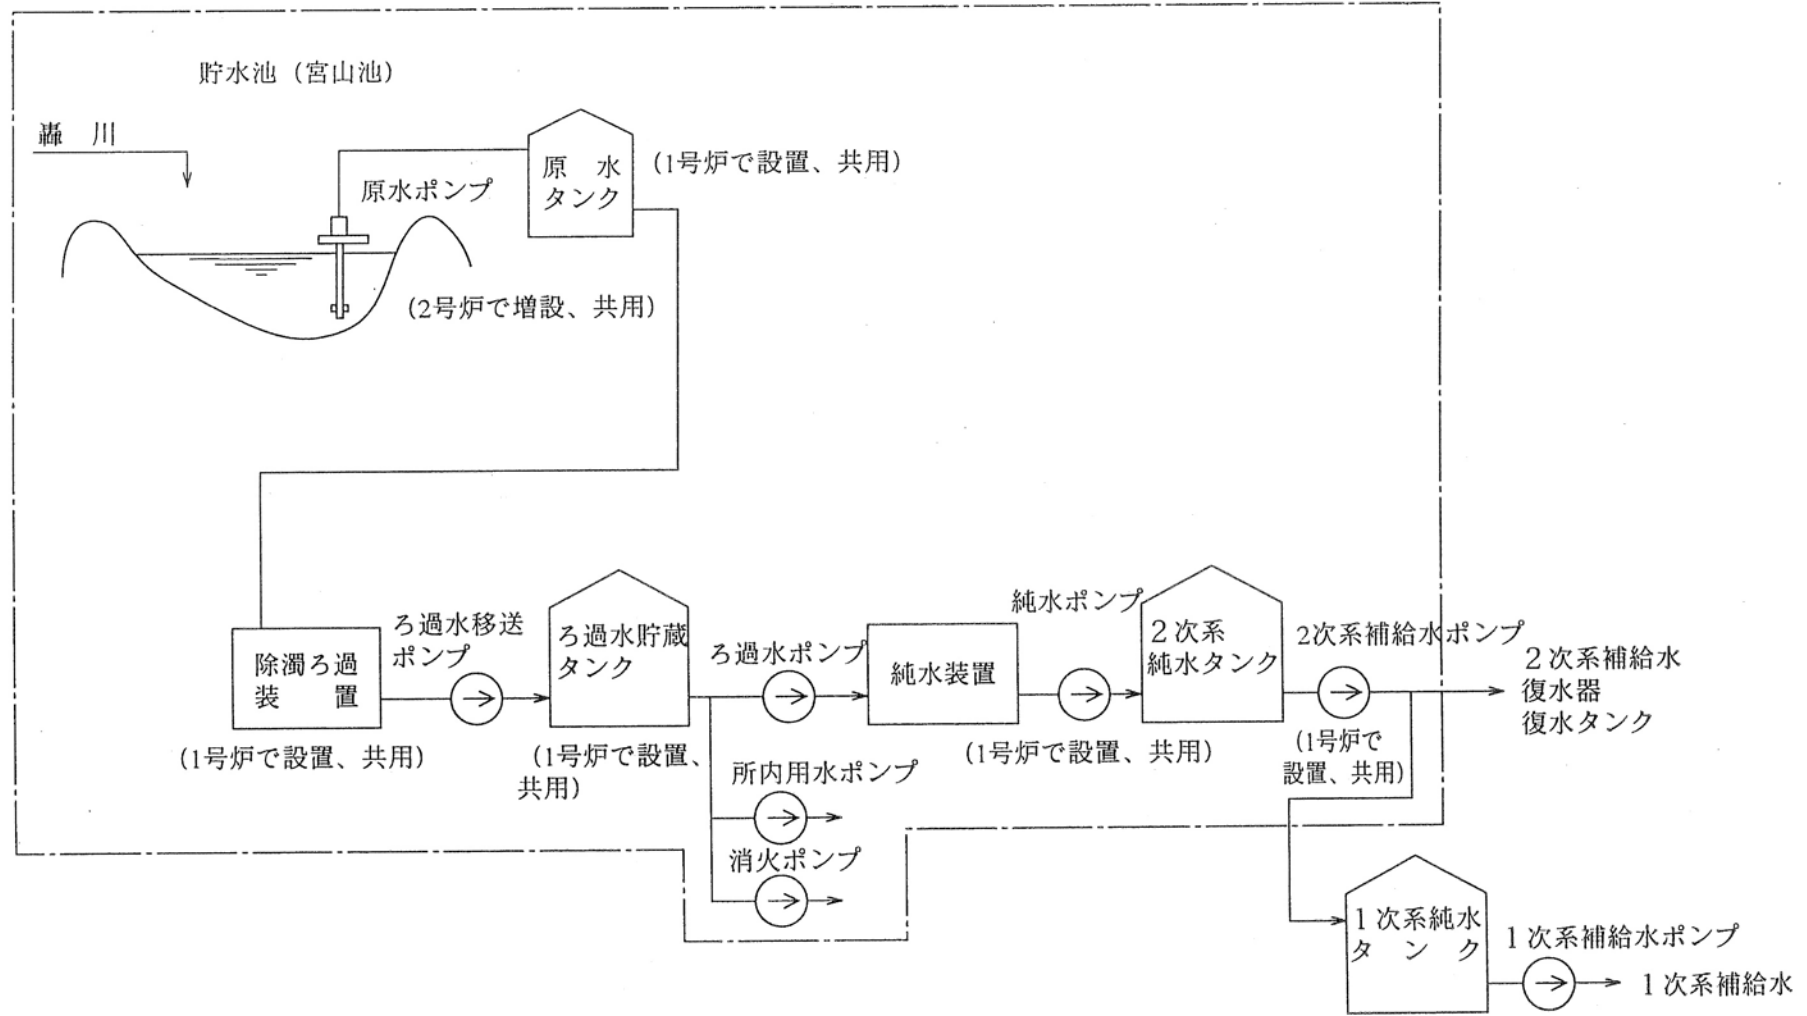 貯水池（宮山池）
轟　川
原水ポンプ
原　水
タンク
（1号炉で設置、共用）
（2号炉で増設、共用）
除濁ろ過
装　　置
（1号炉で設置、共用）
ろ過水移送
ポンプ
ろ過水貯蔵
タンク
（1号炉で設置、
共用）
ろ過水ポンプ
所内用水ポンプ
消火ポンプ
純水装置
純水ポンプ
（1号炉で設置、共用）
２次系
純水タンク
2次系補給水ポンプ
（1号炉で
設置、共用）
２次系補給水
復水器
復水タンク
１次系純水
タ　ン　ク
１次系補給水ポンプ
１次系補給水